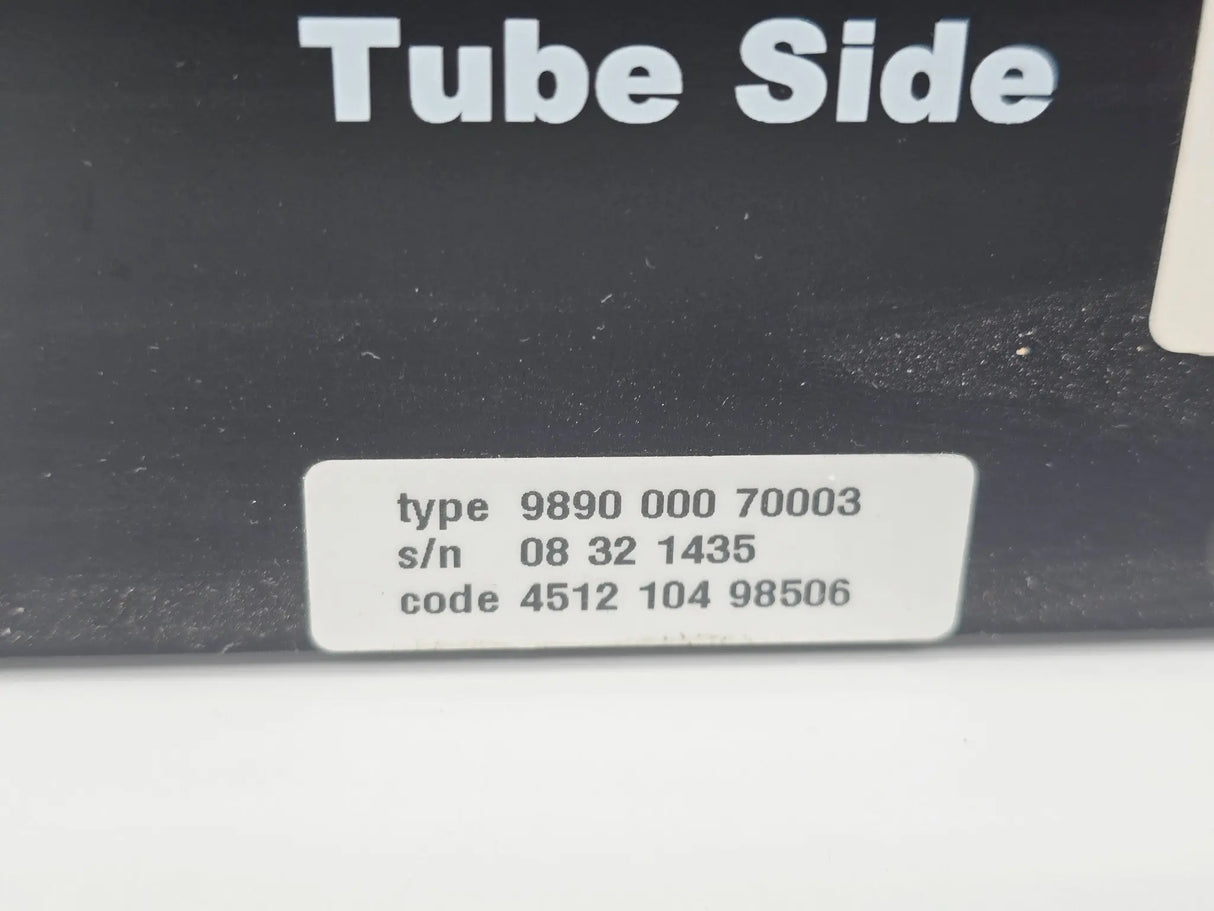 Tube Side
type 9890 000 70003
s/n 08 32 1435
code 4512 104 98506